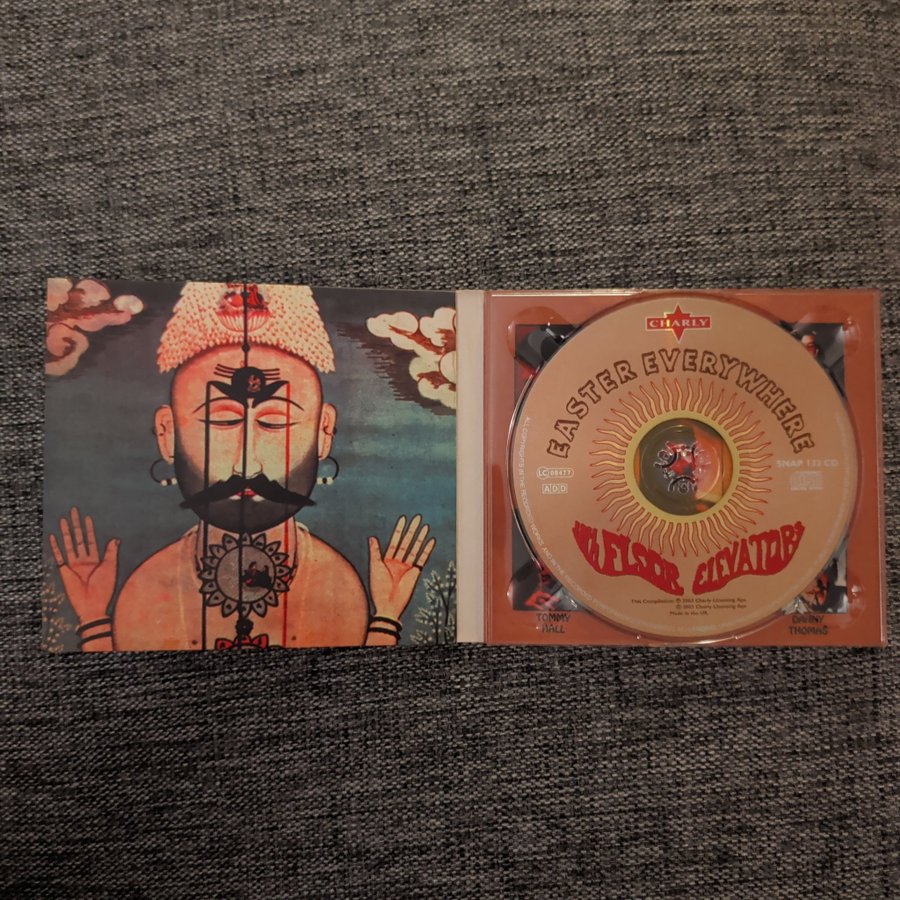 CHARLY
EASTER EVERYWHERE
LC 08477
ADD
SNAP 132 CD
13th FLOOR ELEVATORS
This Compilation ℗ 2003 Charly Licensing Aps.
© 2003 Charly Licensing Aps.
Made in the UK.
TOMMY
HALL
DANNY
THOMAS